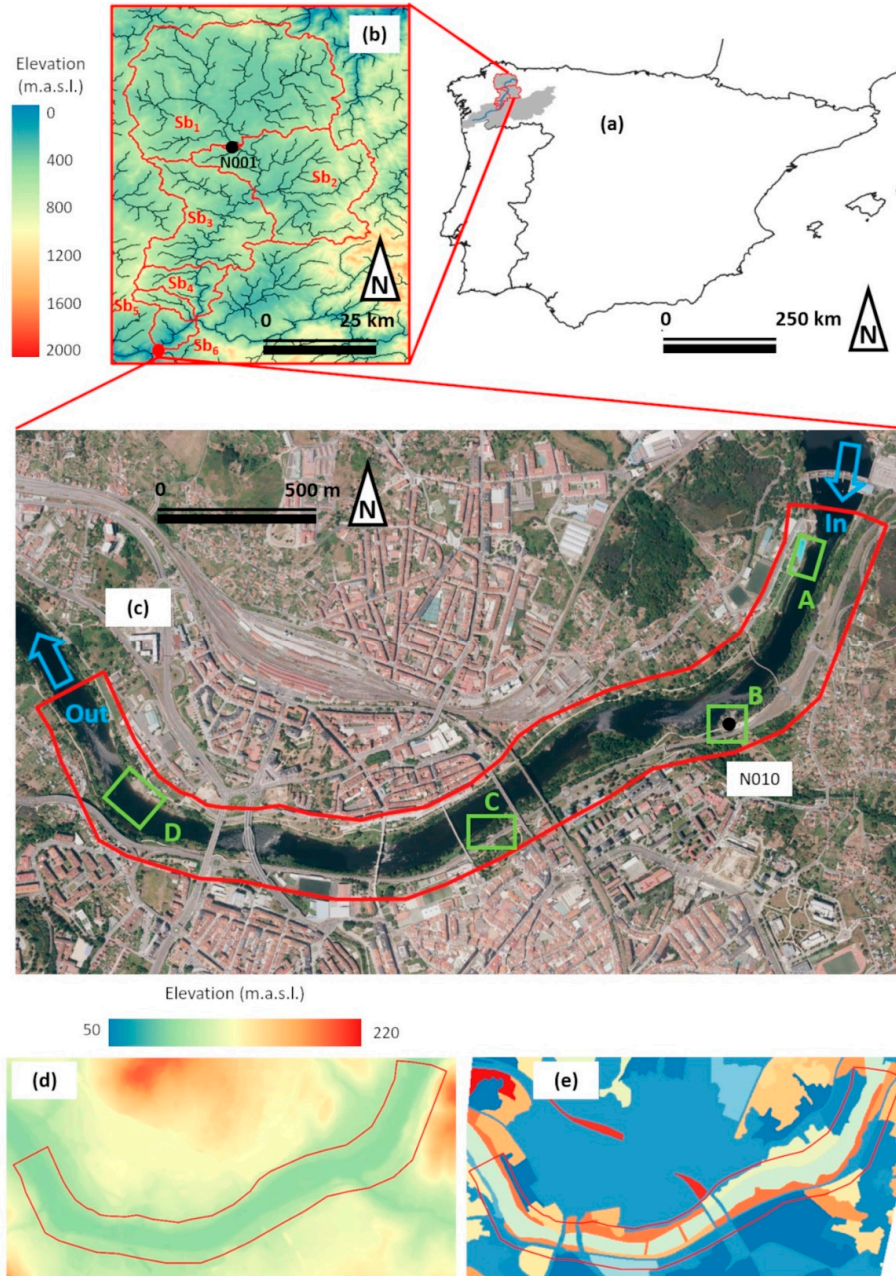 Elevation
(m.a.s.l.)
0
400
800
1200
1600
2000
(b)
Sb1
N001
Sb2
Sb3
Sb4
Sb5
Sb6
N
0 25 km
(a)
0 250 km
N
0 500 m
N
(c)
In
A
B
N010
C
D
Out
Elevation (m.a.s.l.)
50 220
(d)
(e)